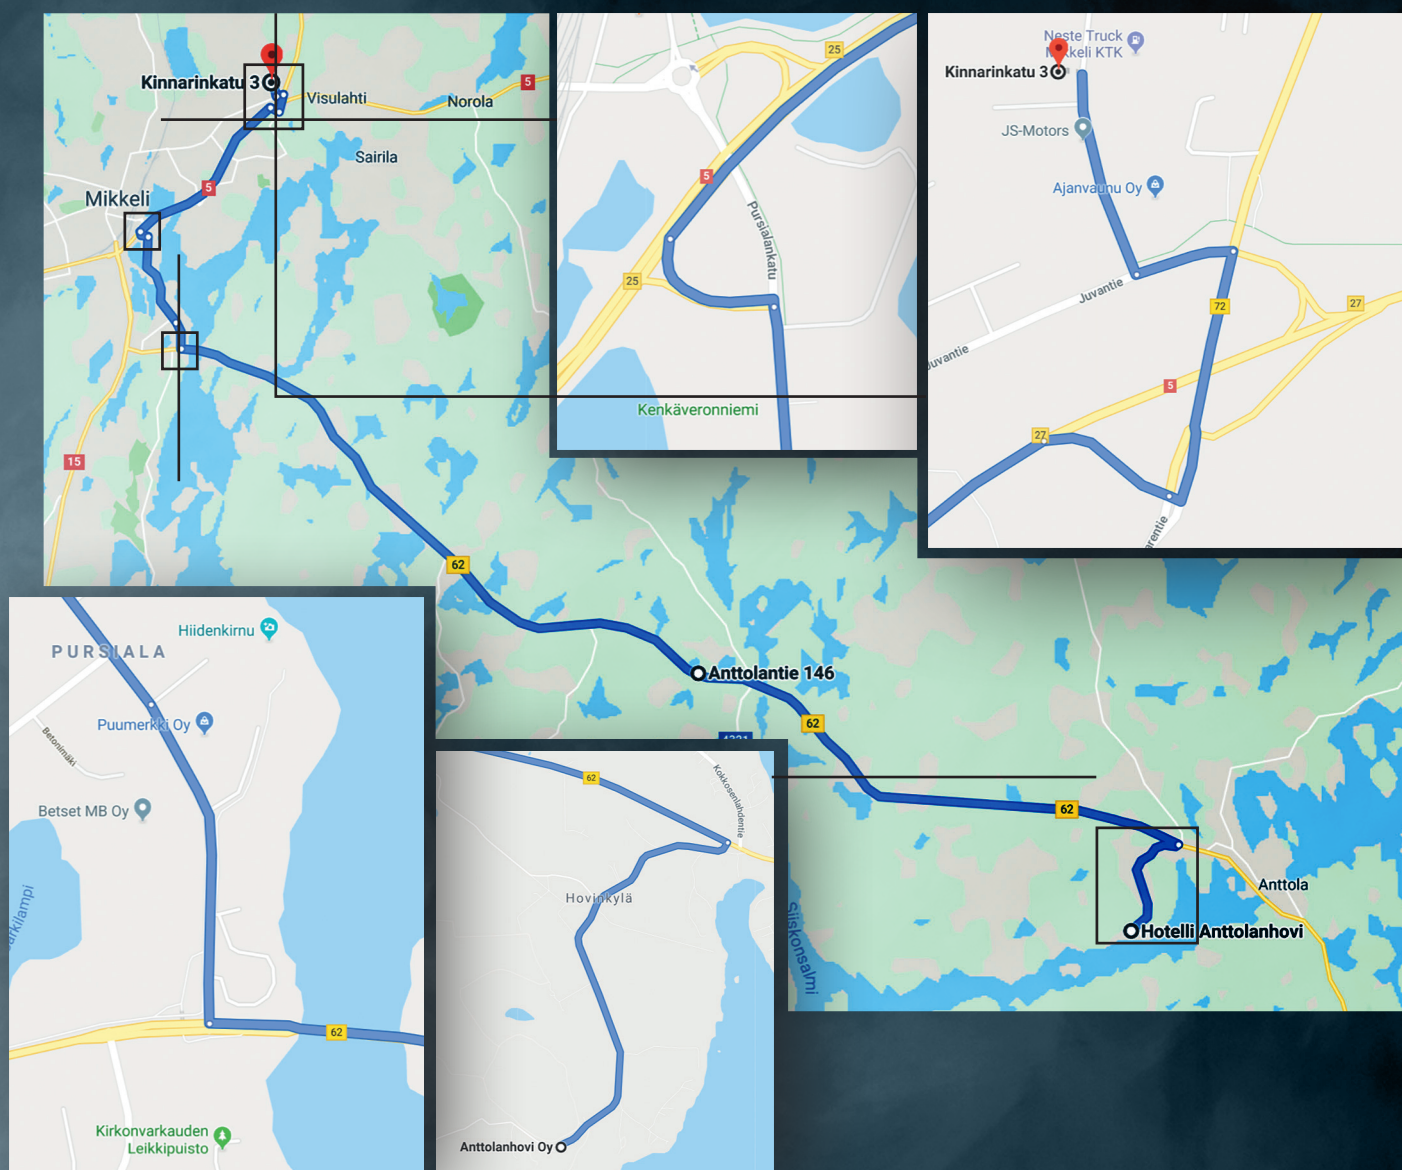 Kinnarinkatu 3
Visulahti
Norola
5
Sairila
5
Mikkeli
15
62
Anttolantie 146
62
62
Anttola
Hotelli Anttolanhovi
Siiskonsalmi
25
5
Pursialankatu
25
Kenkäveronniemi
Neste Truck
Mikkeli KTK
Kinnarinkatu 3
JS-Motors
Ajanvaunu Oy
Juvantie
72
27
Juvantie
5
27
Hiidenkirnu
PURSIALA
Puumerkki Oy
Betonimäki
Betset MB Oy
62
Kirkonvarkauden
Leikkipuisto
62
Kokkosenlahdentie
Hovinkylä
Anttolanhovi Oy